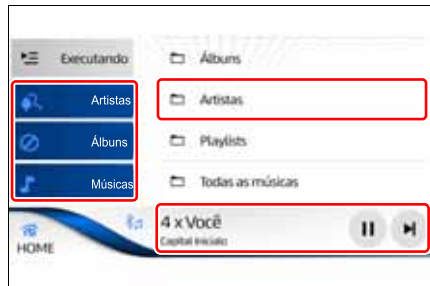 Executando
Álbuns
Artistas
Artistas
Álbuns
Playlists
Músicas
Todas as músicas
HOME
4 x Você
Capital Inicial